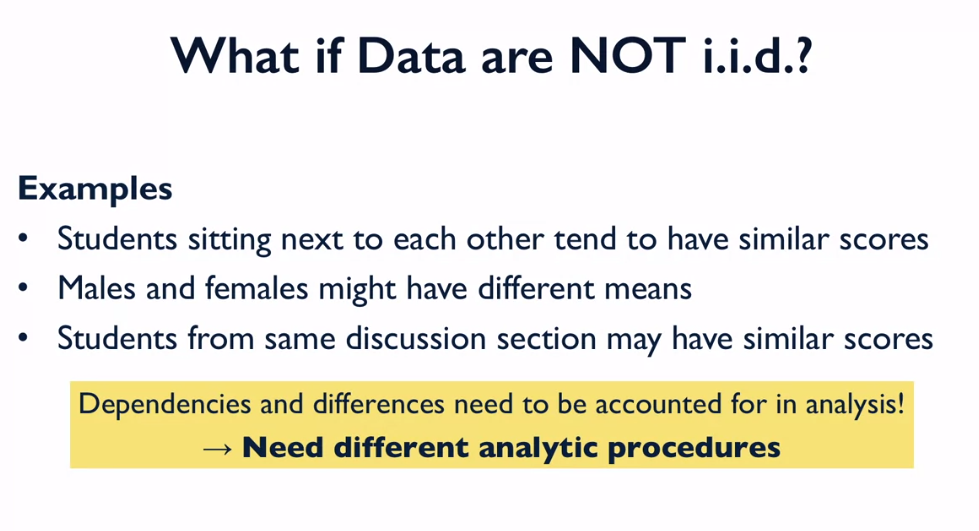 What if Data are NOT i.i.d.?
Examples
• Students sitting next to each other tend to have similar scores
• Males and females might have different means
• Students from same discussion section may have similar scores
Dependencies and differences need to be accounted for in analysis!
→ Need different analytic procedures